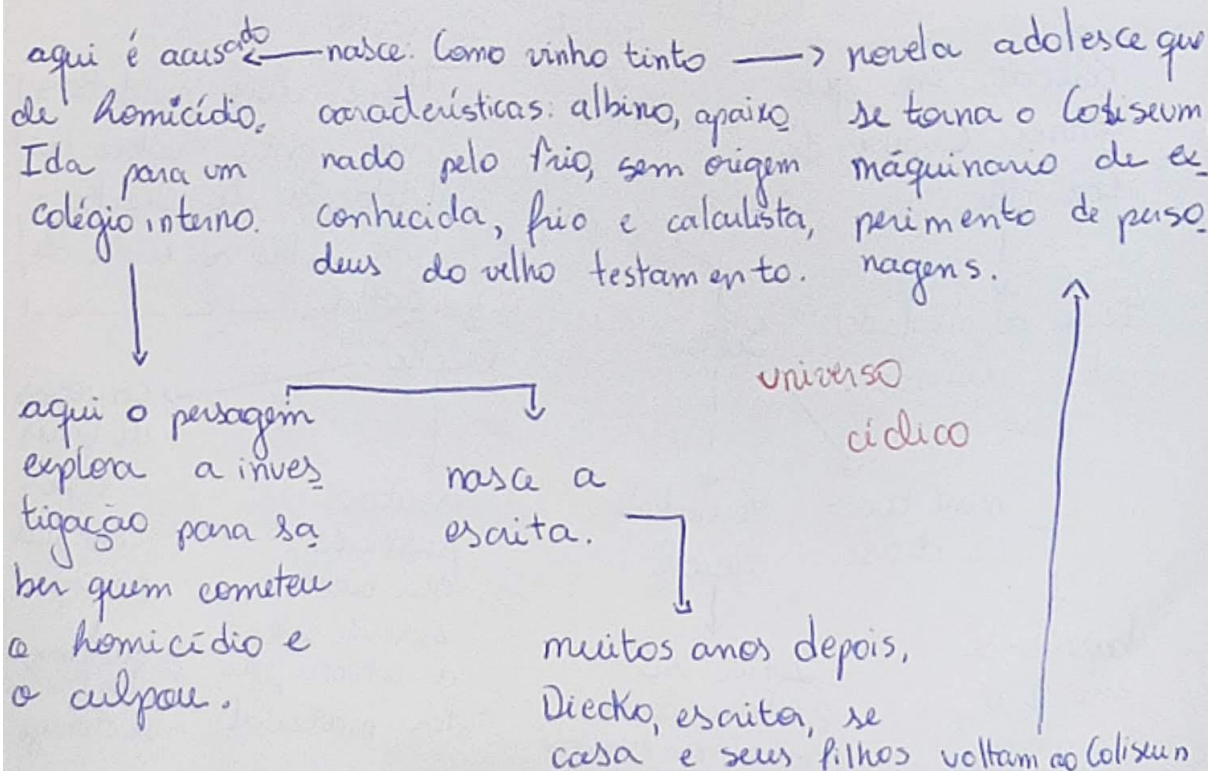 aqui é acusado
de homicídio.
Ida para um
colégio interno.
nasce: Como vinho tinto
características: albino, apaixo
nado pelo frio, sem origem
conhecida, frio e calculista,
deus do velho testamento.
novela adolesce que
se torna o Coliseum
máquinario de ex
perimento de perso
nagens.
aqui o persagem
explora a inves
tigação para sa
ber quem cometeu
o homicídio e
o culpou.
nasce a
escrita.
universo
cíclico
muitos anos depois,
Diecko, escritor, se
casa e seus filhos voltam ao Coliseun